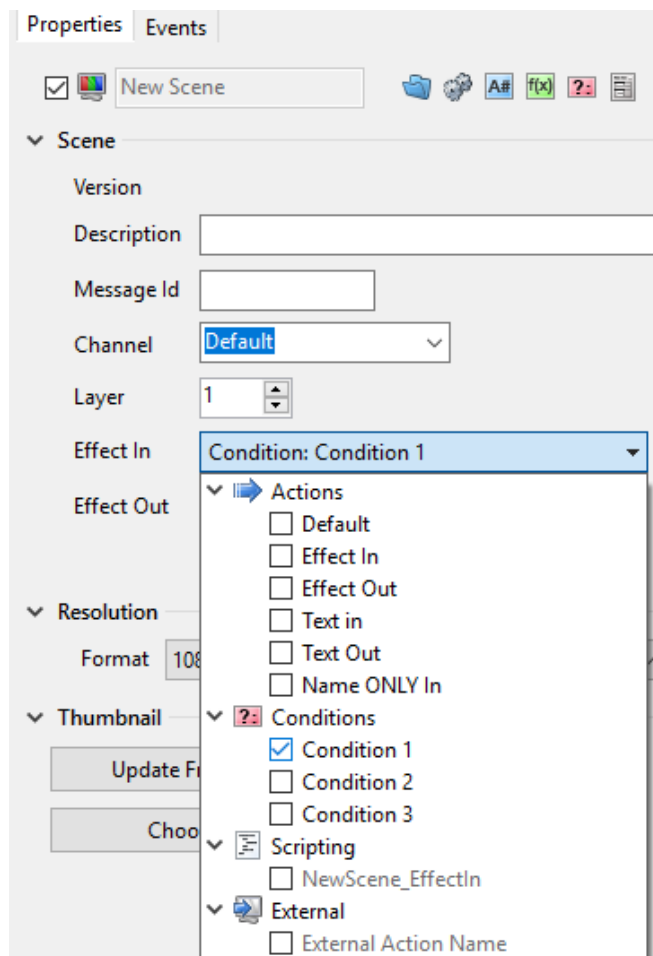 Properties Events
New Scene A# f(x) ?:
Scene
Version
Description
Message Id
Channel Default
Layer 1
Effect In Condition: Condition 1
Effect Out
Actions
Default
Effect In
Effect Out
Text in
Text Out
Name ONLY In
Resolution
Format 108
Thumbnail
Update Fr
Choo
?: Conditions
Condition 1
Condition 2
Condition 3
Scripting
NewScene_EffectIn
External
External Action Name